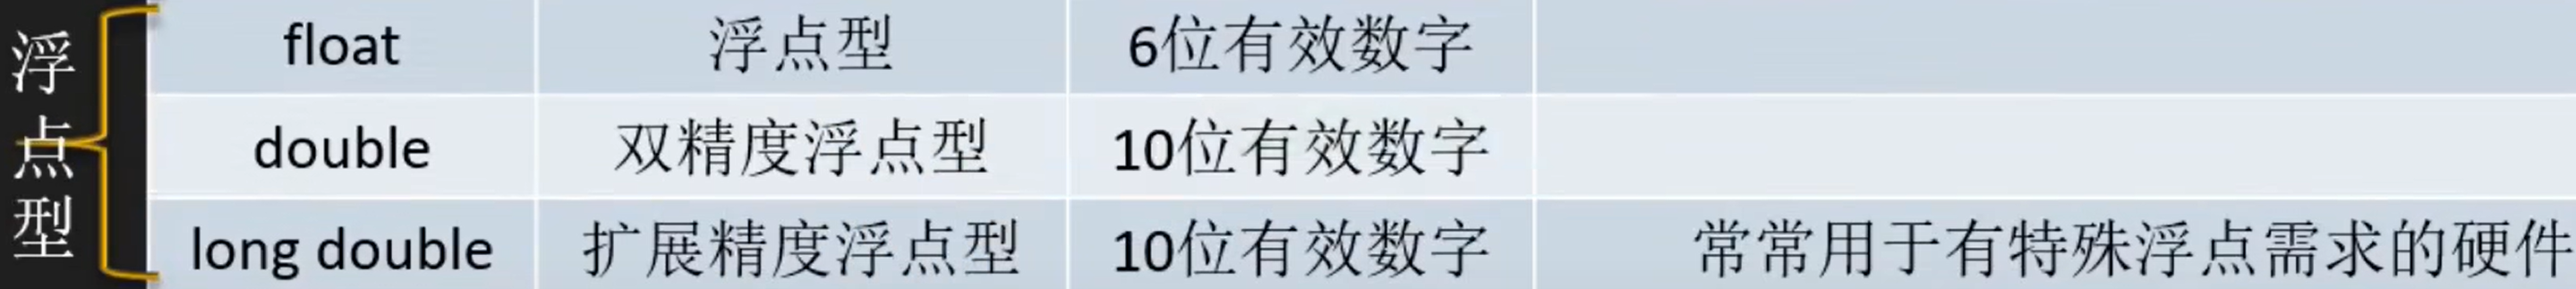 浮点型
float 浮点型 6位有效数字
double 双精度浮点型 10位有效数字
long double 扩展精度浮点型 10位有效数字 常常用于有特殊浮点需求的硬件